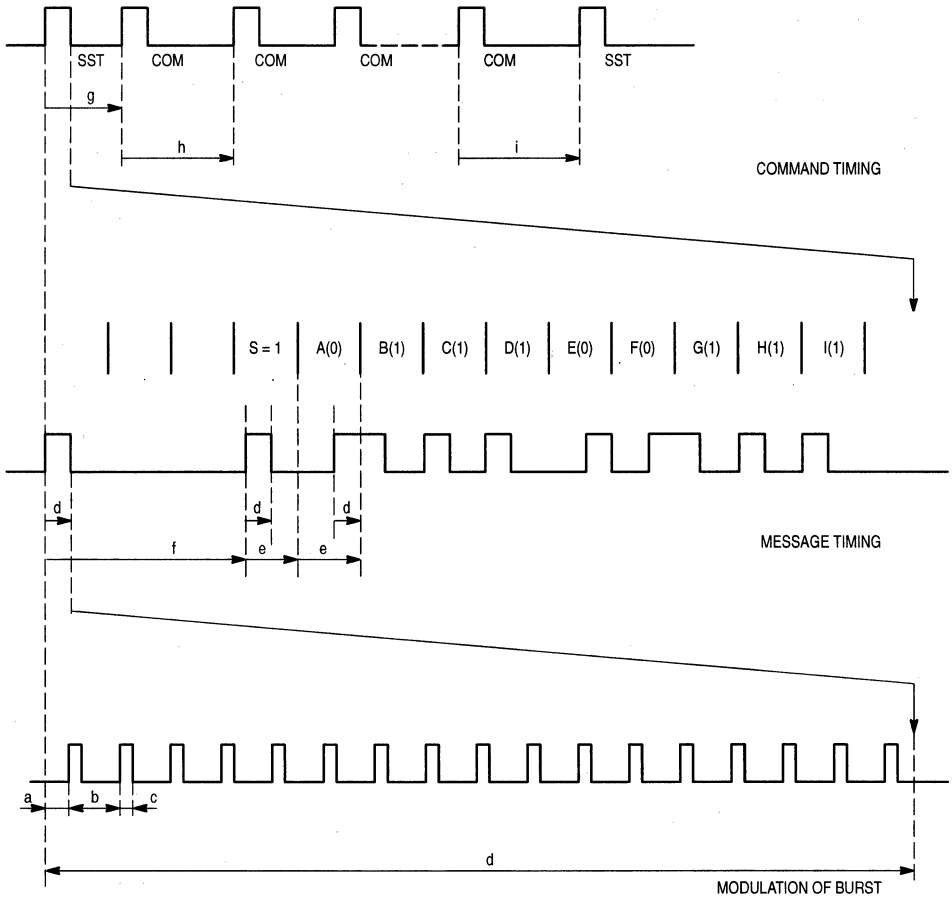 SST COM COM COM COM SST
g
h i
COMMAND TIMING
S = 1 A(0) B(1) C(1) D(1) E(0) F(0) G(1) H(1) I(1)
d d d
f e e
MESSAGE TIMING
a b c
d
MODULATION OF BURST